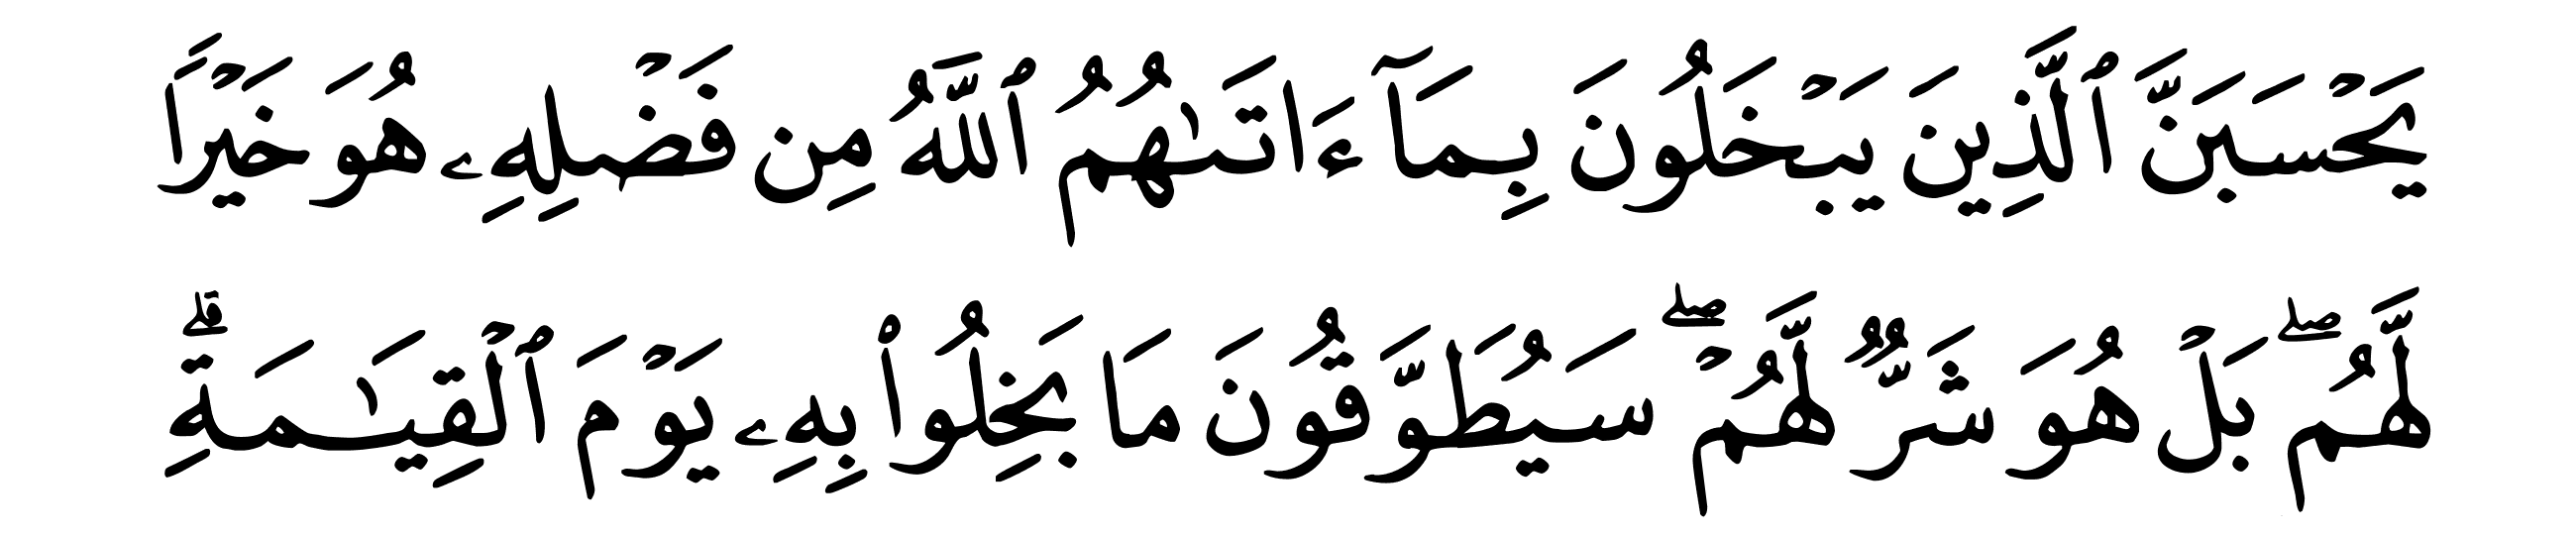 يَحۡسَبَنَّ ٱلَّذِينَ يَبۡخَلُونَ بِمَآ ءَاتَىٰهُمُ ٱللَّهُ مِن فَضۡلِهِۦ هُوَ خَيۡرٗا
لَّهُمۖ بَلۡ هُوَ شَرّٞ لَّهُمۡۖ سَيُطَوَّقُونَ مَا بَخِلُواْ بِهِۦ يَوۡمَ ٱلۡقِيَٰمَةِۗ